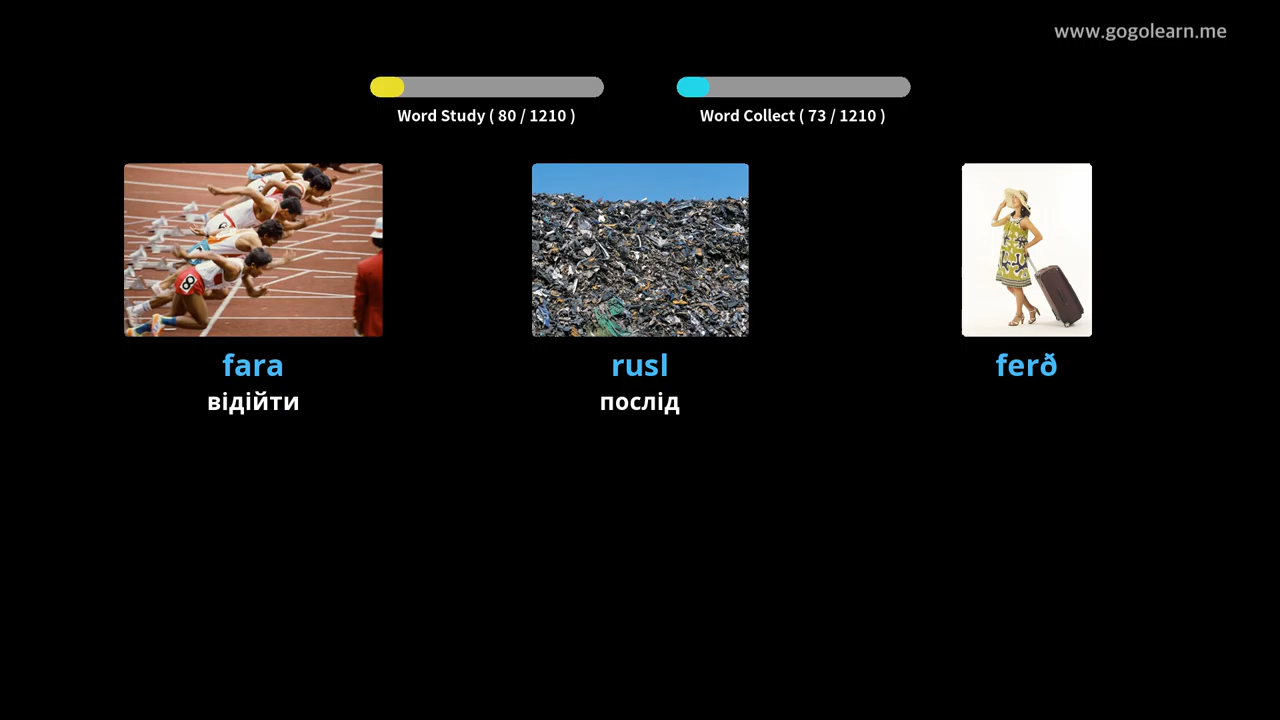 www.gogolearn.me
Word Study ( 80 / 1210 )
Word Collect ( 73 / 1210 )
fara
rusl
ferð
відійти
послід